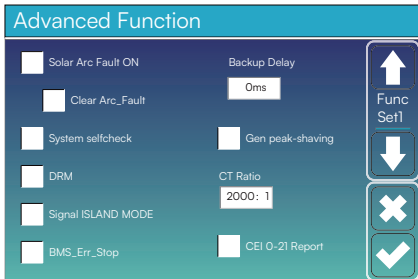 Advanced Function
Solar Arc Fault ON
Backup Delay
0ms
Clear Arc_Fault
Func
Set1
System selfcheck
Gen peak-shaving
DRM
CT Ratio
2000: 1
Signal ISLAND MODE
BMS_Err_Stop
CEI 0-21 Report